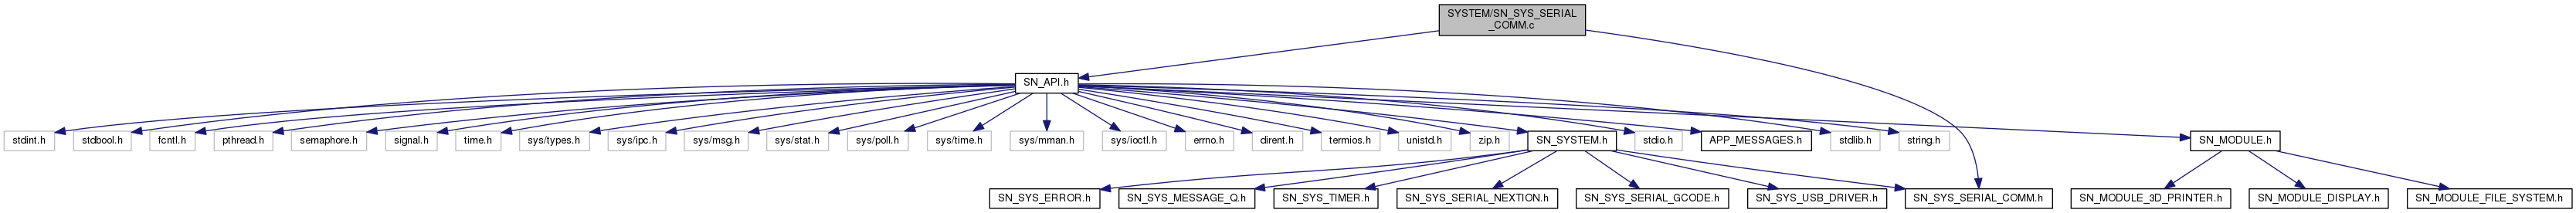 SYSTEM/SN_SYS_SERIAL
_COMM.c
SN_API.h
stdint.h
stdbool.h
fcntl.h
pthread.h
semaphore.h
signal.h
time.h
sys/types.h
sys/ipc.h
sys/msg.h
sys/stat.h
sys/poll.h
sys/time.h
sys/mman.h
sys/ioctl.h
errno.h
dirent.h
termios.h
unistd.h
zip.h
SN_SYSTEM.h
stdio.h
APP_MESSAGES.h
stdlib.h
string.h
SN_MODULE.h
SN_SYS_ERROR.h
SN_SYS_MESSAGE_Q.h
SN_SYS_TIMER.h
SN_SYS_SERIAL_NEXTION.h
SN_SYS_SERIAL_GCODE.h
SN_SYS_USB_DRIVER.h
SN_SYS_SERIAL_COMM.h
SN_MODULE_3D_PRINTER.h
SN_MODULE_DISPLAY.h
SN_MODULE_FILE_SYSTEM.h